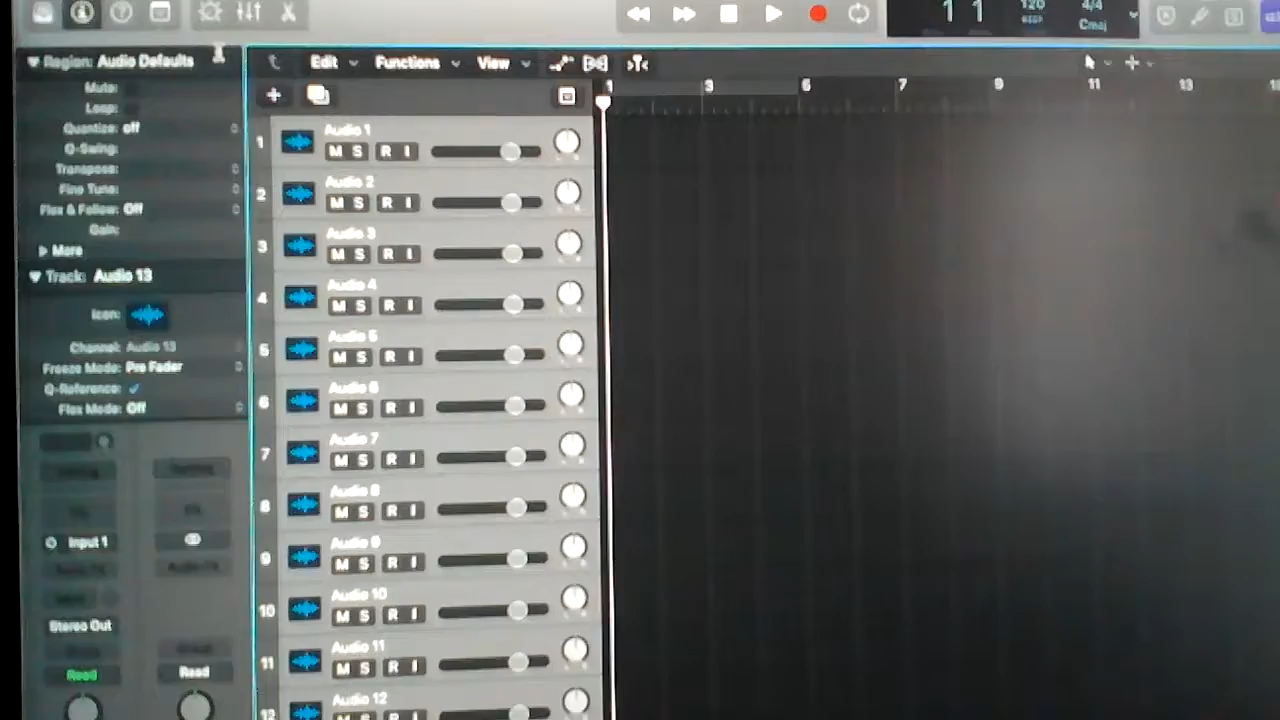 1 1
120
4/4
Cmaj
Region: Audio Defaults
Mute:
Loop:
Quantize: off
Q-Swing:
Transpose:
Fine Tune:
Flex & Follow: Off
Gain:
More
Track: Audio 13
Icon:
Channel: Audio 13
Freeze Mode: Pre Fader
Q-Reference:
Flex Mode: Off
Input 1
Stereo Out
Read
Read
Edit
Functions
View
1 3 5 7 9 11 13
1 Audio 1
M S R I
2 Audio 2
M S R I
3 Audio 3
M S R I
4 Audio 4
M S R I
5 Audio 5
M S R I
6 Audio 6
M S R I
7 Audio 7
M S R I
8 Audio 8
M S R I
9 Audio 9
M S R I
10 Audio 10
M S R I
11 Audio 11
M S R I
12 Audio 12
M S R I